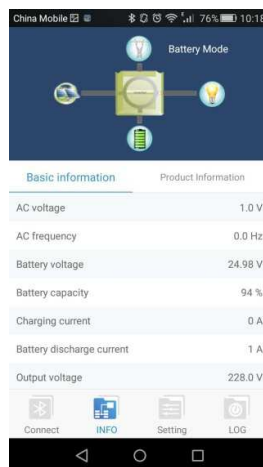 China Mobile 76% 10:18
Battery Mode
Basic information Product Information
AC voltage 1.0 V
AC frequency 0.0 Hz
Battery voltage 24.98 V
Battery capacity 94 %
Charging current 0 A
Battery discharge current 1 A
Output voltage 228.0 V
Connect INFO Setting LOG